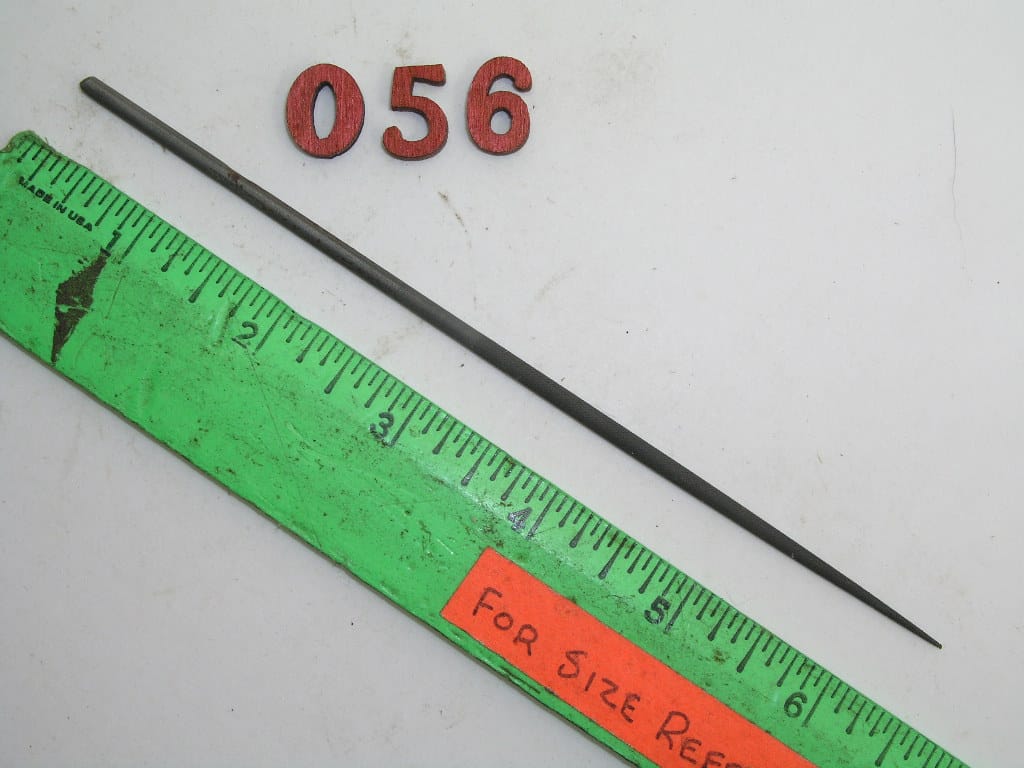 056
MADE IN USA
1 2 3 4 5 6
FOR SIZE REF